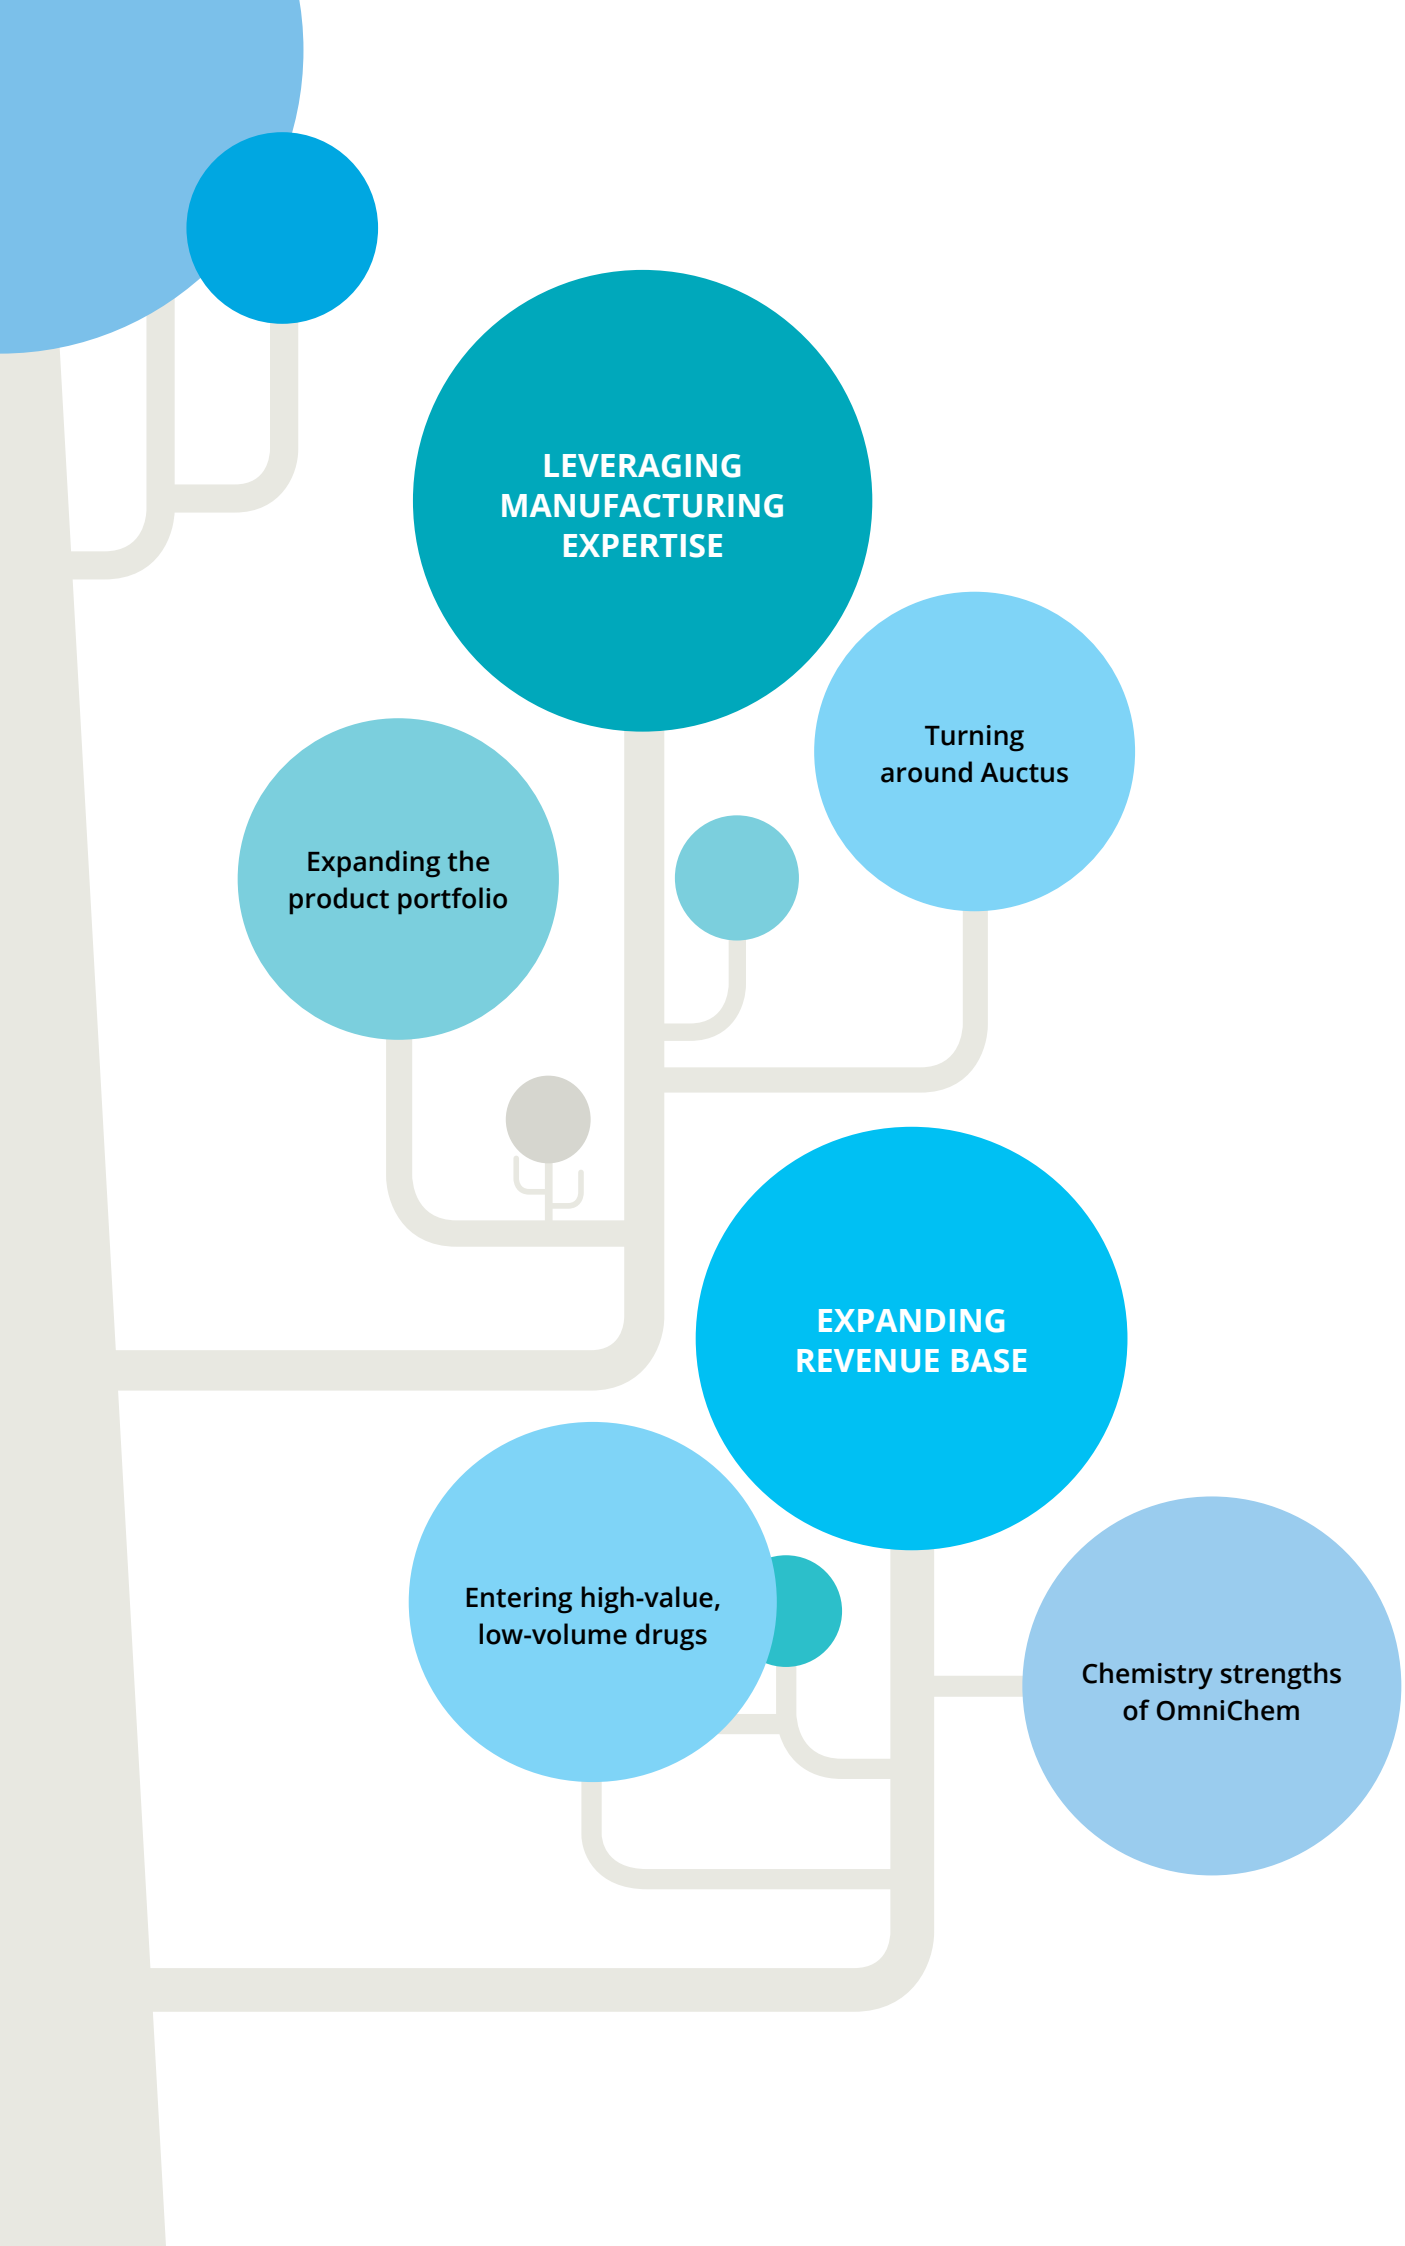 LEVERAGING
MANUFACTURING
EXPERTISE
Turning
around Auctus
Expanding the
product portfolio
EXPANDING
REVENUE BASE
Entering high-value,
low-volume drugs
Chemistry strengths
of OmniChem